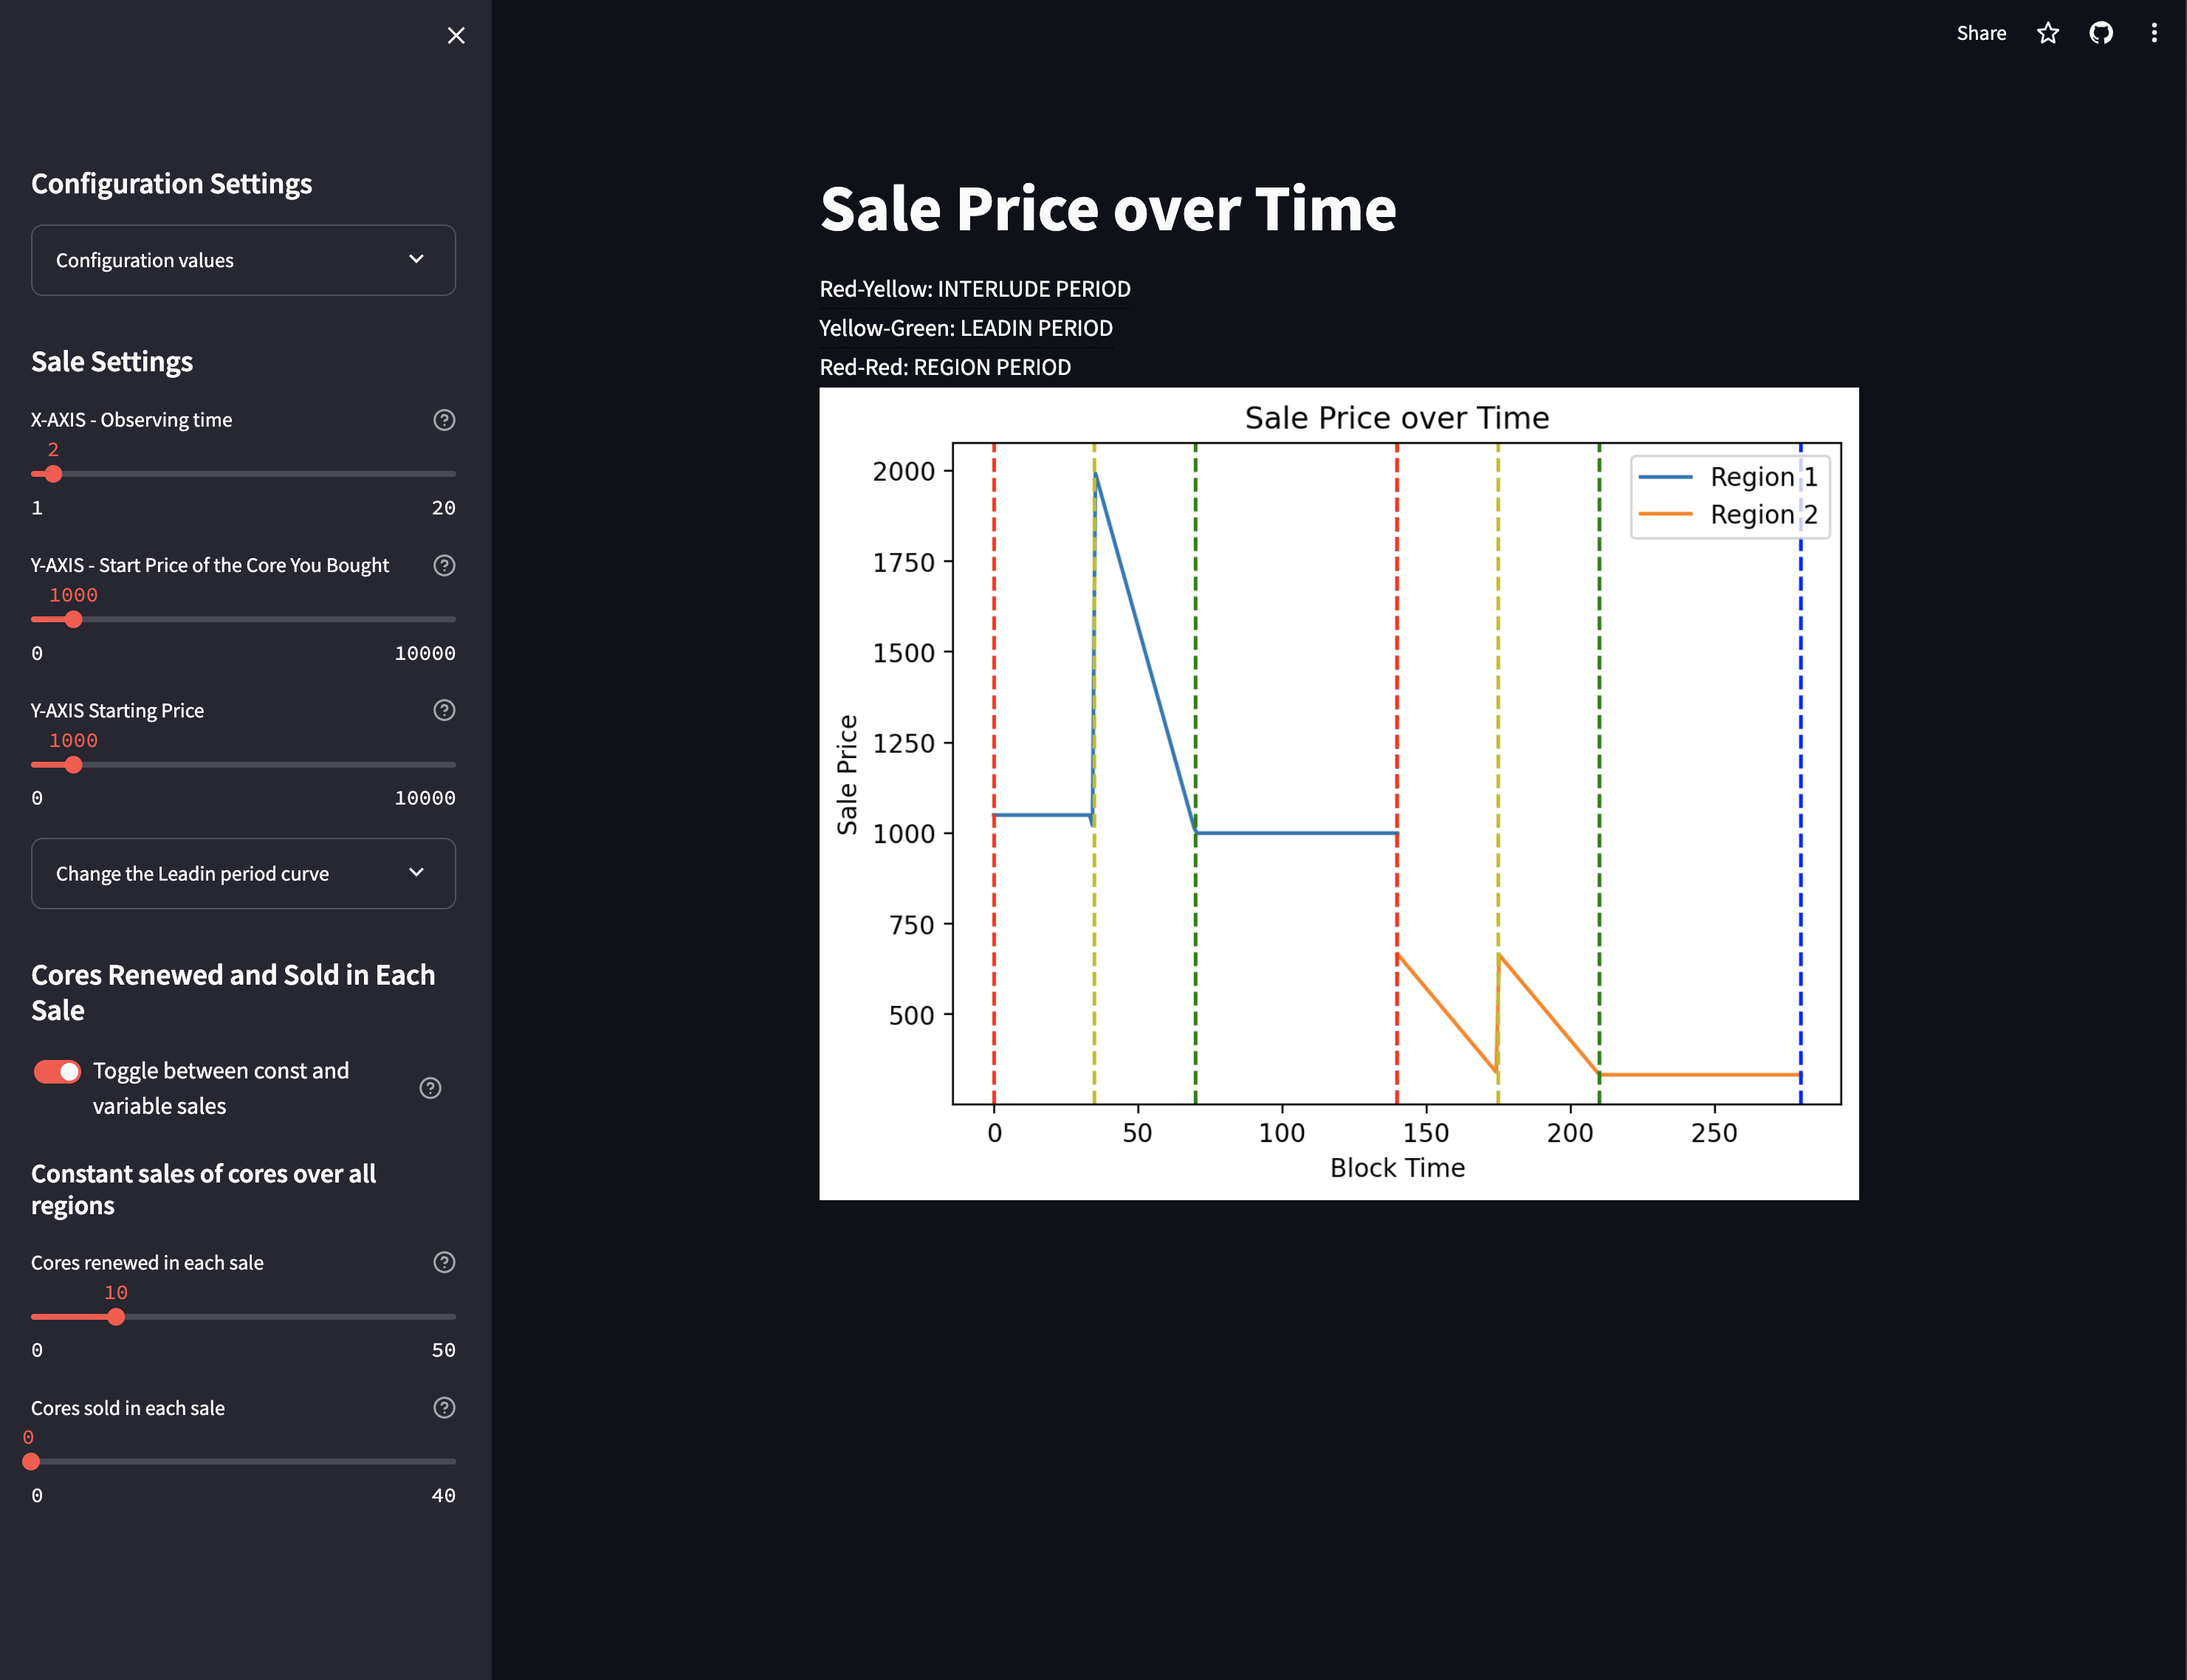 Share
Configuration Settings
Configuration values
Sale Settings
X-AXIS - Observing time
2
1
20
Y-AXIS - Start Price of the Core You Bought
1000
0
10000
Y-AXIS Starting Price
1000
0
10000
Change the Leadin period curve
Cores Renewed and Sold in Each
Sale
Toggle between const and
variable sales
Constant sales of cores over all
regions
Cores renewed in each sale
10
0
50
Cores sold in each sale
0
0
40
Sale Price over Time
Red-Yellow: INTERLUDE PERIOD
Yellow-Green: LEADIN PERIOD
Red-Red: REGION PERIOD
Sale Price over Time
Region 1
Region 2
2000
1750
1500
1250
1000
750
500
Sale Price
0
50
100
150
200
250
Block Time